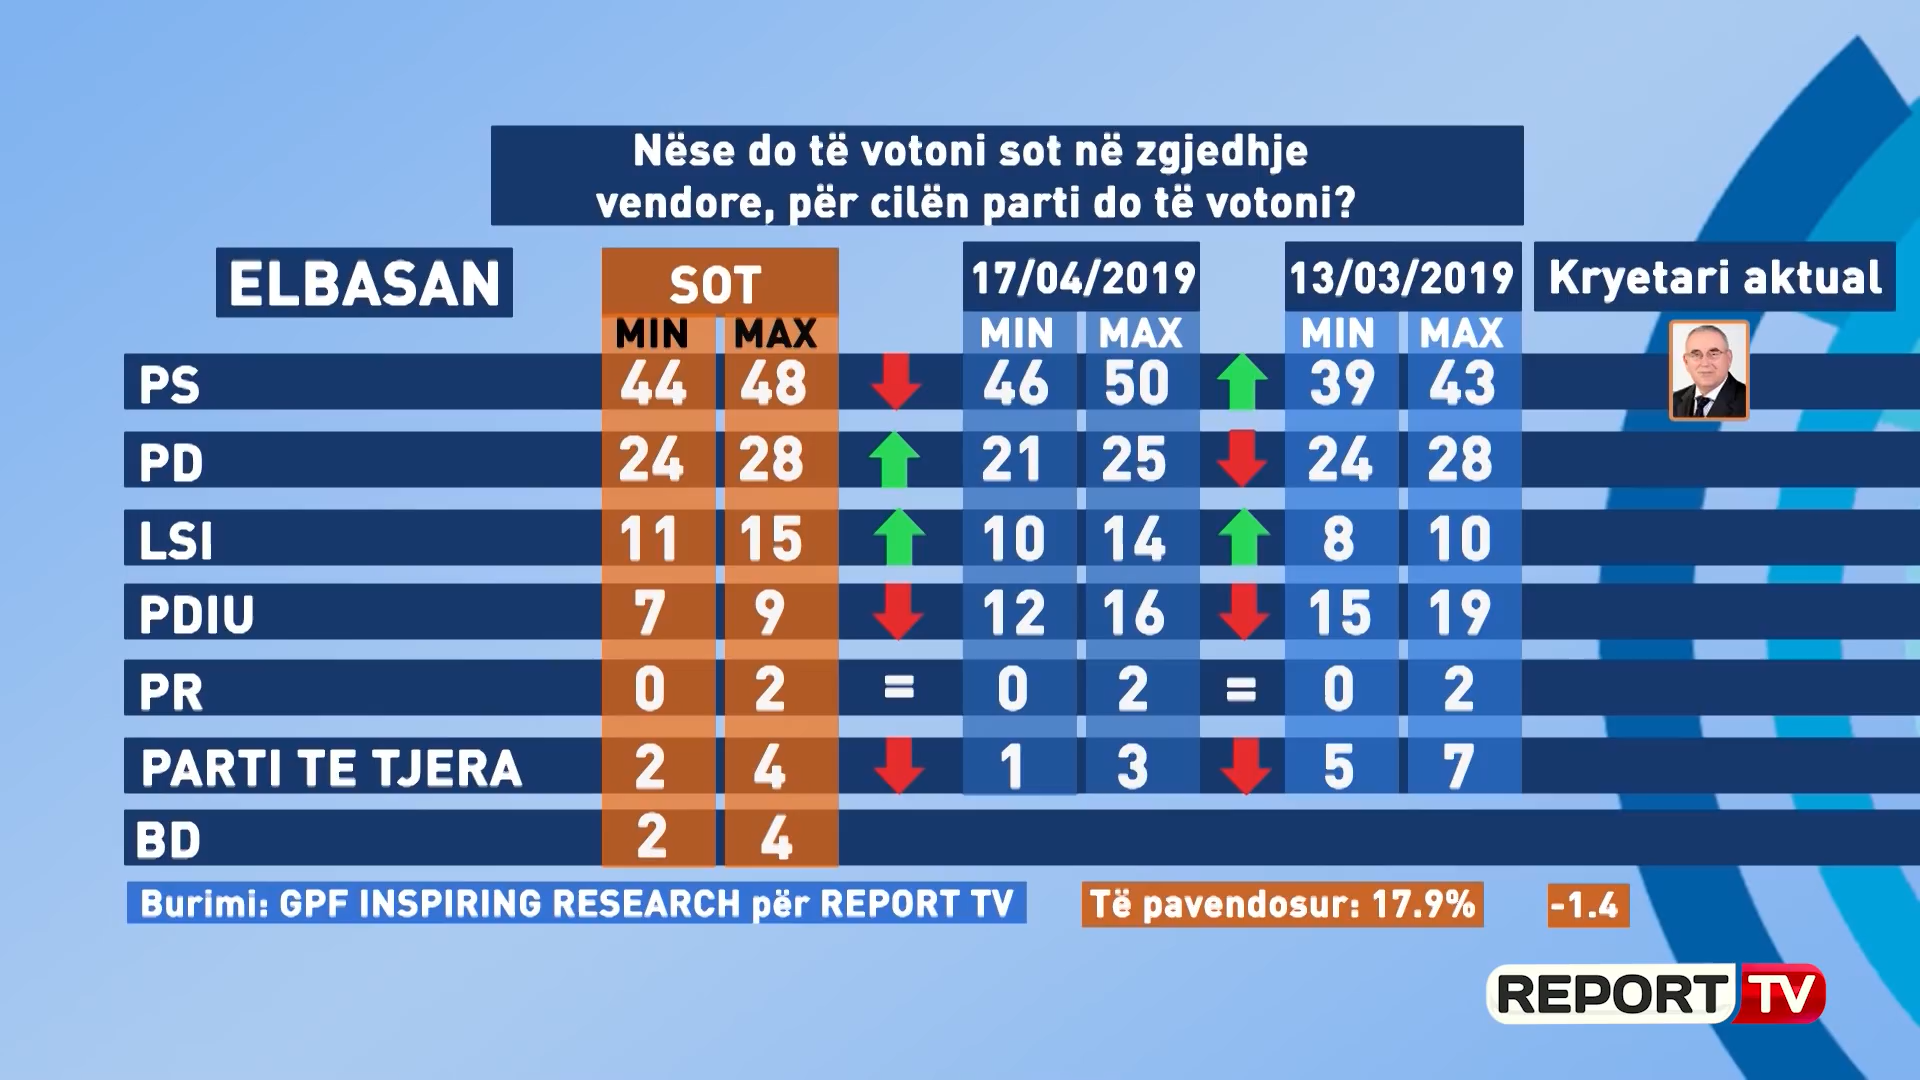 Nëse do të votoni sot në zgjedhje
vendore, për cilën parti do të votoni?
ELBASAN SOT 17/04/2019 13/03/2019 Kryetari aktual
MIN MAX MIN MAX MIN MAX
PS 44 48 46 50 39 43
PD 24 28 21 25 24 28
LSI 11 15 10 14 8 10
PDIU 7 9 12 16 15 19
PR 0 2 = 0 2 = 0 2
PARTI TE TJERA 2 4 1 3 5 7
BD 2 4
Burimi: GPF INSPIRING RESEARCH për REPORT TV Të pavendosur: 17.9% -1.4
REPORT TV